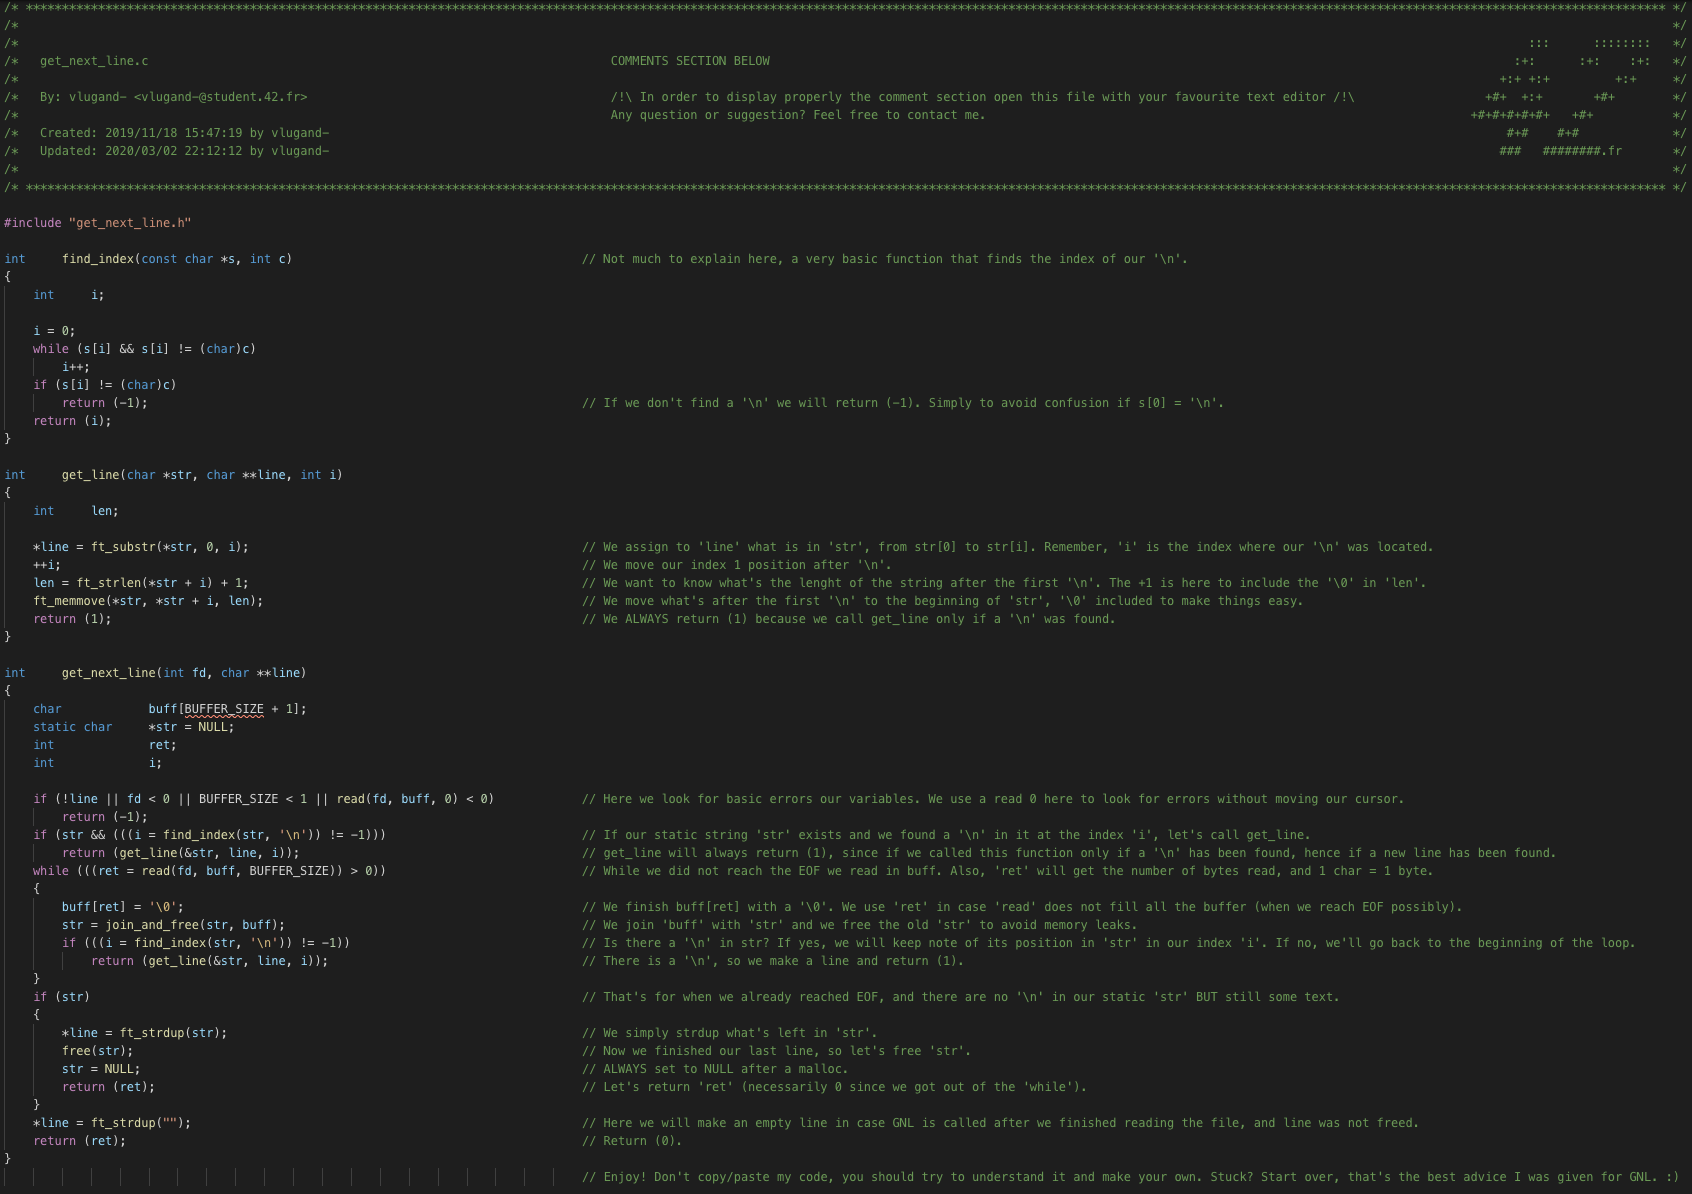 /* ********************************************************************************************************************************************************************************************************************************** */
/* */
/* ::: :::::::: */
/* get_next_line.c COMMENTS SECTION BELOW :+: :+: :+: */
/* +:+ +:+ +:+ */
/* By: vlugand- <vlugand-@student.42.fr> /!\ In order to display properly the comment section open this file with your favourite text editor /!\ +#+ +:+ +#+ */
/* Any question or suggestion? Feel free to contact me. +#+#+#+#+#+ +#+ */
/* Created: 2019/11/18 15:47:19 by vlugand- #+# #+# */
/* Updated: 2020/03/02 22:12:12 by vlugand- ### ########.fr */
/* */
/* ********************************************************************************************************************************************************************************************************************************** */
#include "get_next_line.h"
int find_index(const char *s, int c) // Not much to explain here, a very basic function that finds the index of our '\n'.
{
int i;
i = 0;
while (s[i] && s[i] != (char)c)
i++;
if (s[i] != (char)c)
return (-1); // If we don't find a '\n' we will return (-1). Simply to avoid confusion if s[0] = '\n'.
return (i);
}
int get_line(char *str, char **line, int i)
{
int len;
*line = ft_substr(*str, 0, i); // We assign to 'line' what is in 'str', from str[0] to str[i]. Remember, 'i' is the index where our '\n' was located.
++i; // We move our index 1 position after '\n'.
len = ft_strlen(*str + i) + 1; // We want to know what's the lenght of the string after the first '\n'. The +1 is here to include the '\0' in 'len'.
ft_memmove(*str, *str + i, len); // We move what's after the first '\n' to the beginning of 'str', '\0' included to make things easy.
return (1); // We ALWAYS return (1) because we call get_line only if a '\n' was found.
}
int get_next_line(int fd, char **line)
{
char buff[BUFFER_SIZE + 1];
static char *str = NULL;
int ret;
int i;
if (!line || fd < 0 || BUFFER_SIZE < 1 || read(fd, buff, 0) < 0) // Here we look for basic errors our variables. We use a read 0 here to look for errors without moving our cursor.
return (-1);
if (str && (((i = find_index(str, '\n')) != -1))) // If our static string 'str' exists and we found a '\n' in it at the index 'i', let's call get_line.
return (get_line(&str, line, i)); // get_line will always return (1), since if we called this function only if a '\n' has been found, hence if a new line has been found.
while (((ret = read(fd, buff, BUFFER_SIZE)) > 0)) // While we did not reach the EOF we read in buff. Also, 'ret' will get the number of bytes read, and 1 char = 1 byte.
{
buff[ret] = '\0'; // We finish buff[ret] with a '\0'. We use 'ret' in case 'read' does not fill all the buffer (when we reach EOF possibly).
str = join_and_free(str, buff); // We join 'buff' with 'str' and we free the old 'str' to avoid memory leaks.
if (((i = find_index(str, '\n')) != -1)) // Is there a '\n' in str? If yes, we will keep note of its position in 'str' in our index 'i'. If no, we'll go back to the beginning of the loop.
return (get_line(&str, line, i)); // There is a '\n', so we make a line and return (1).
}
if (str) // That's for when we already reached EOF, and there are no '\n' in our static 'str' BUT still some text.
{
*line = ft_strdup(str); // We simply strdup what's left in 'str'.
free(str); // Now we finished our last line, so let's free 'str'.
str = NULL; // ALWAYS set to NULL after a malloc.
return (ret); // Let's return 'ret' (necessarily 0 since we got out of the 'while').
}
*line = ft_strdup(""); // Here we will make an empty line in case GNL is called after we finished reading the file, and line was not freed.
return (ret); // Return (0).
}
// Enjoy! Don't copy/paste my code, you should try to understand it and make your own. Stuck? Start over, that's the best advice I was given for GNL. :)